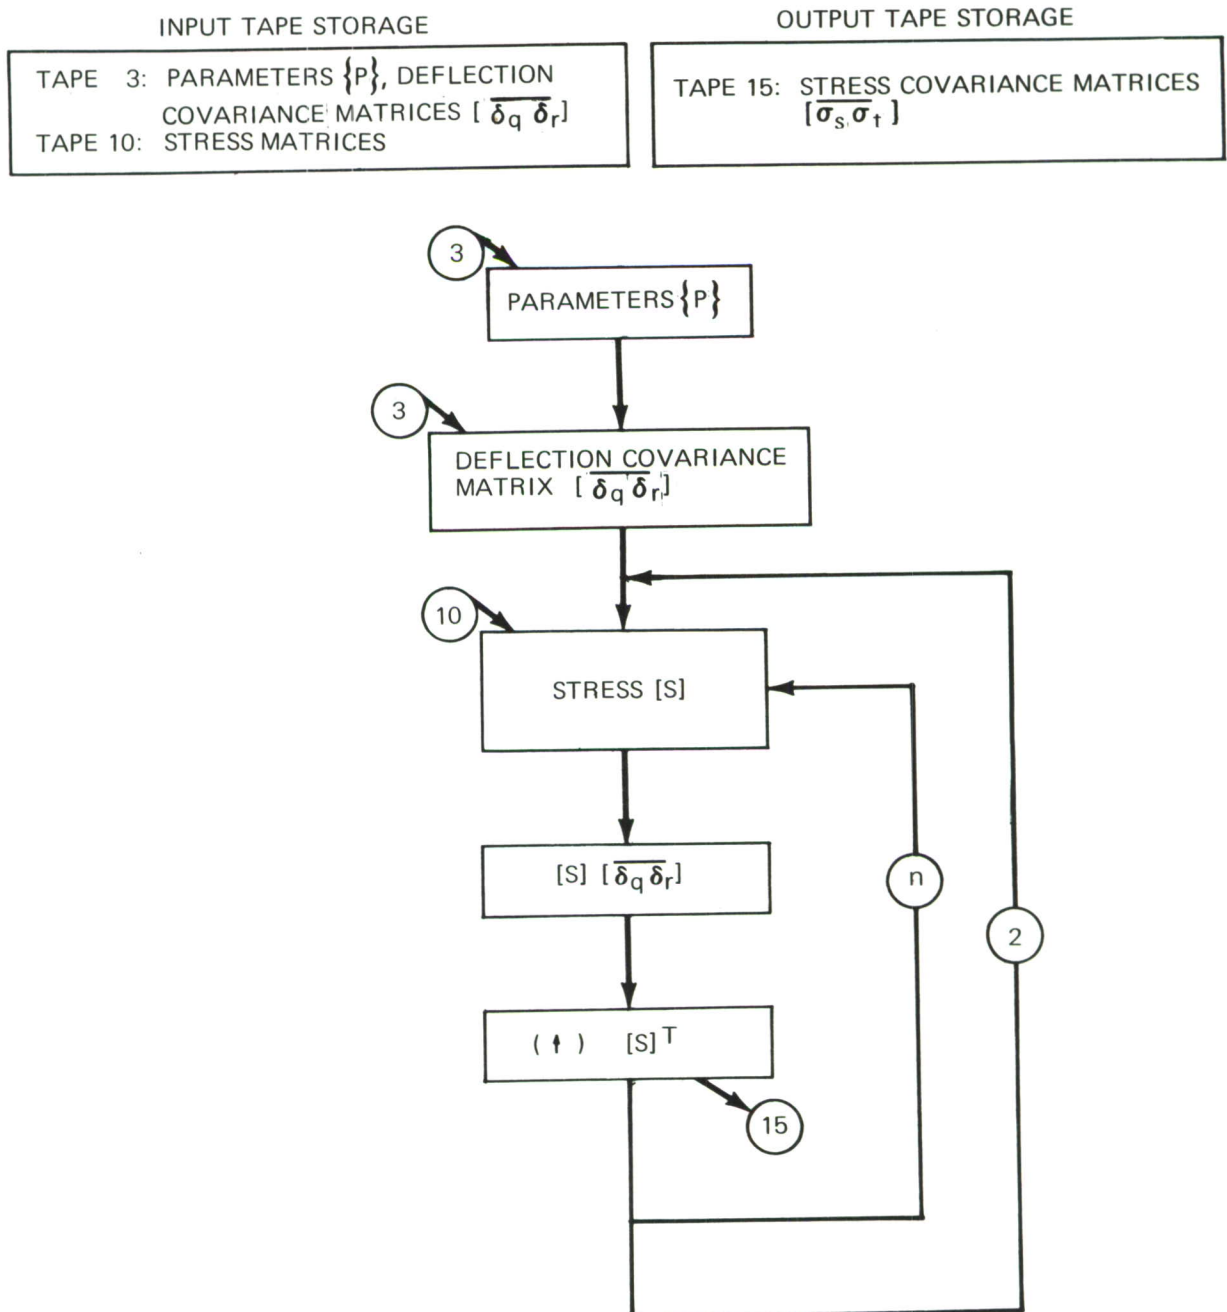 INPUT TAPE STORAGE
TAPE 3: PARAMETERS {P}, DEFLECTION
COVARIANCE MATRICES [ δq δr]
TAPE 10: STRESS MATRICES
OUTPUT TAPE STORAGE
TAPE 15: STRESS COVARIANCE MATRICES
[σs σt ]
3
PARAMETERS {P}
3
DEFLECTION COVARIANCE
MATRIX [ δq δr]
10
STRESS [S]
[S] [δq δr]
n
2
( ↑ ) [S]T
15